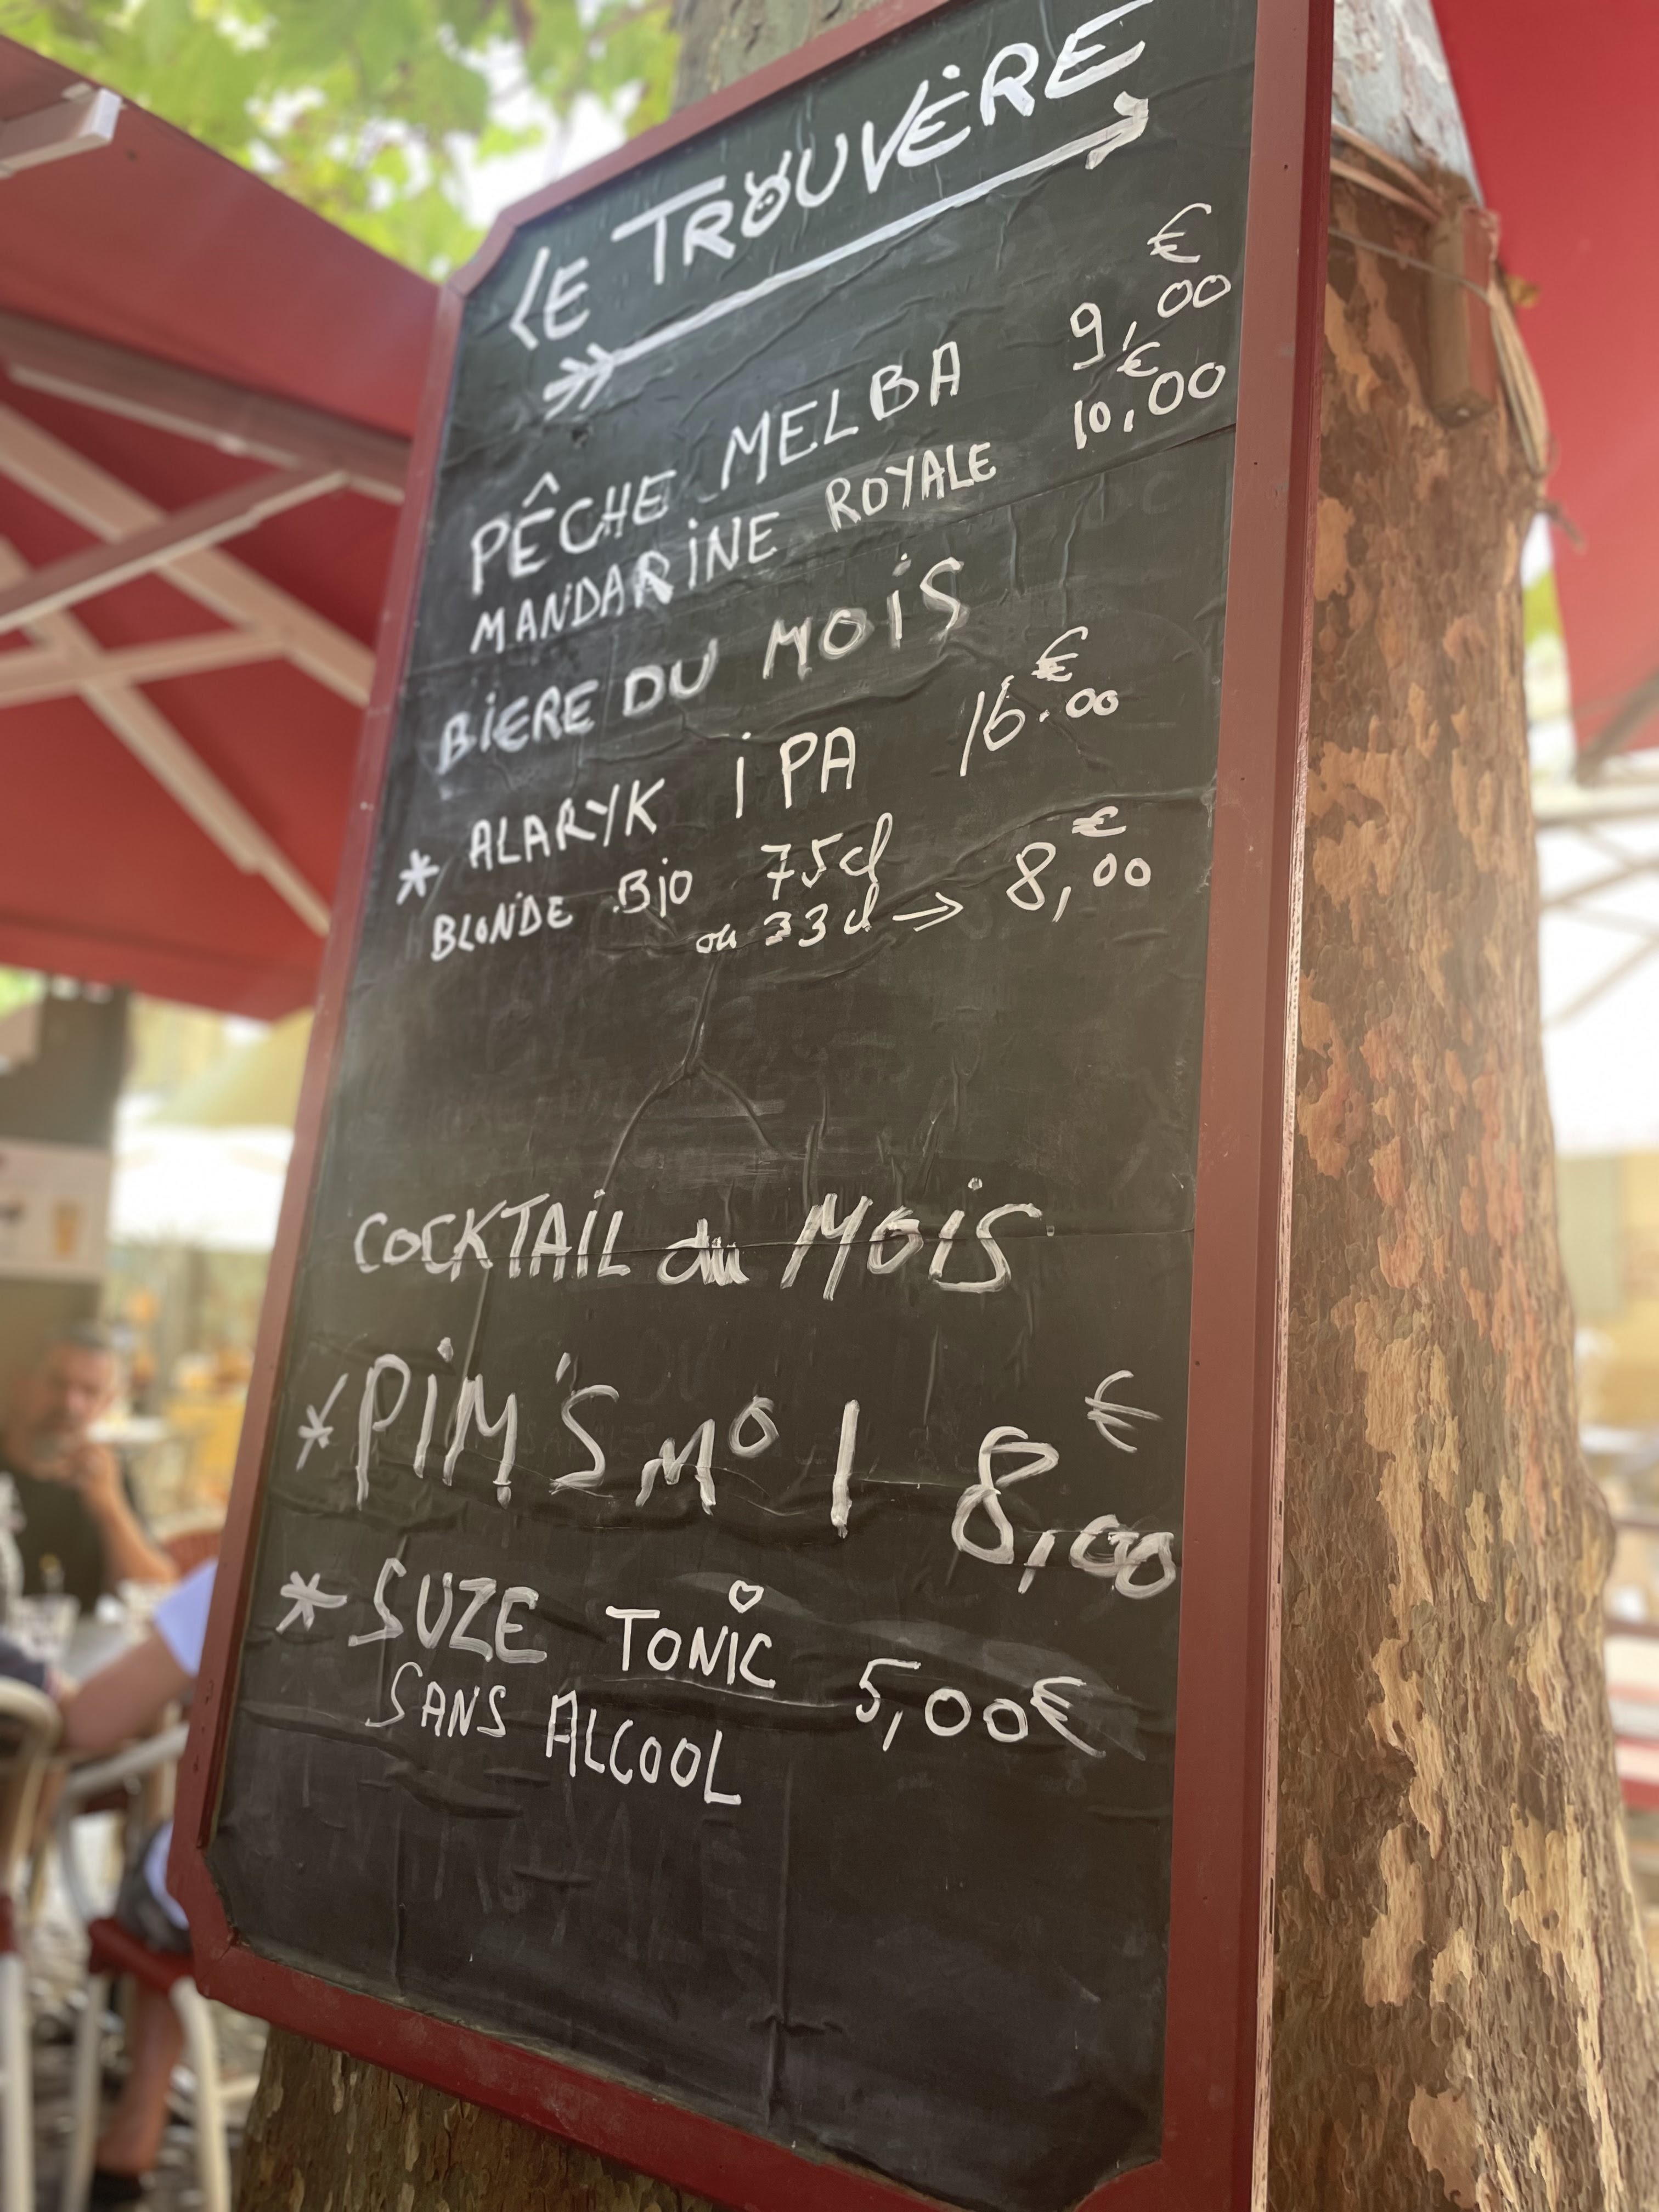 LE TROUVÈRE
PÊCHE MELBA 9,00€
MANDARINE ROYALE 10,00€
BIERE DU MOIS
* ALARYK IPA 16.00€
BLONDE BIO 75cl
ou 33cl → 8,00€
COCKTAIL du MOIS
* PIM'S N° 1 8,00€
* SUZE TONIC 5,00€
SANS ALCOOL